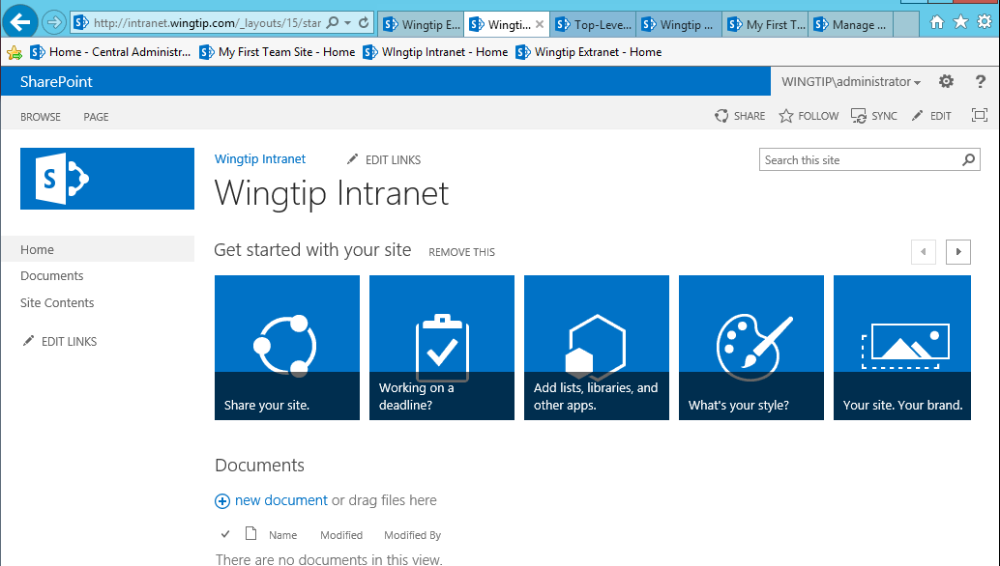 http://intranet.wingtip.com/_layouts/15/star
Wingtip E...
Wingti...
Top-Leve...
Wingtip ...
My First T...
Manage ...
Home - Central Administr...
My First Team Site - Home
WIngtip Intranet - Home
Wingtip Extranet - Home
SharePoint
WINGTIP\administrator
?
BROWSE
PAGE
SHARE
FOLLOW
SYNC
EDIT
S
Wingtip Intranet
EDIT LINKS
Search this site
Wingtip Intranet
Home
Documents
Site Contents
EDIT LINKS
Get started with your site
REMOVE THIS
Share your site.
Working on a
deadline?
Add lists, libraries, and
other apps.
What's your style?
Your site. Your brand.
Documents
new document or drag files here
Name
Modified
Modified By
There are no documents in this view.